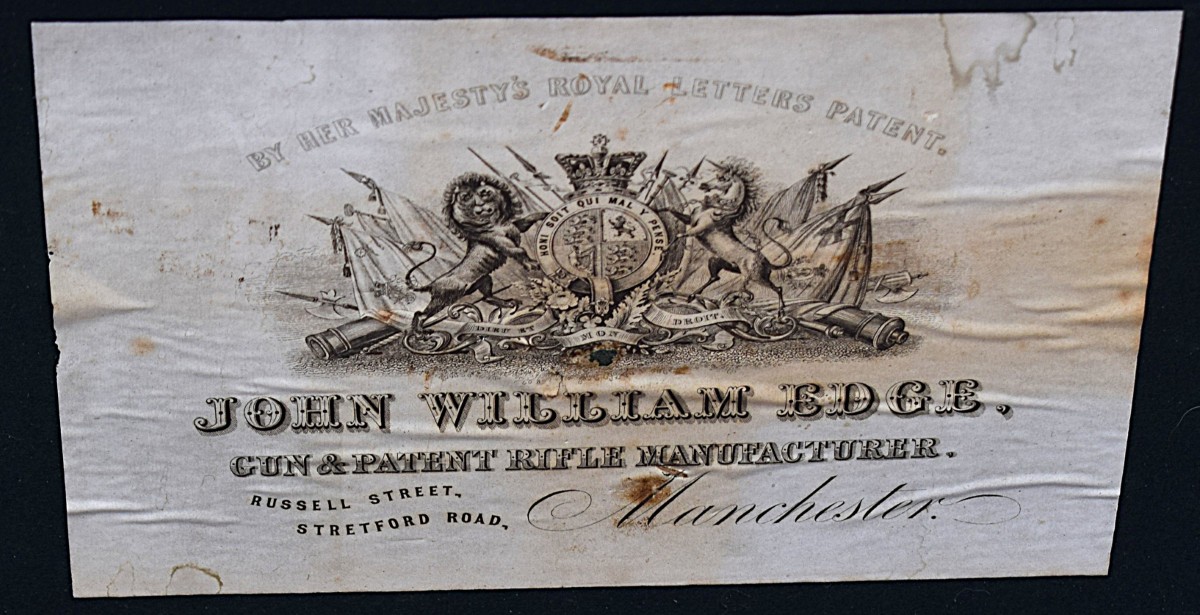 BY HER MAJESTY'S ROYAL LETTERS PATENT.
HONI SOIT QUI MAL Y PENSE
DIEU ET MON DROIT.
JOHN WILLIAM EDGE,
GUN & PATENT RIFLE MANUFACTURER.
RUSSELL STREET,
STRETFORD ROAD,
Manchester.